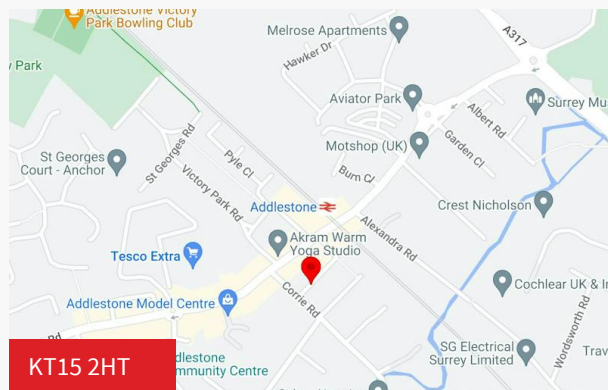 Addlestone Victory
Park Bowling Club
Melrose Apartments
Hawker Dr
A317
Park
Aviator Park
Albert Rd
Surrey Mu
St Georges Rd
Motshop (UK)
Garden Cl
St Georges
Court - Anchor
Pyle Cl
Burn Cl
Victory Park Rd
Crest Nicholson
Addlestone
Alexandra Rd
Akram Warm
Yoga Studio
Tesco Extra
Cochlear UK & I
Corrie Rd
Addlestone Model Centre
Wordsworth Rd
Rd
SG Electrical
Surrey Limited
Trav
KT15 2HT
dlestone
mmunity Centre